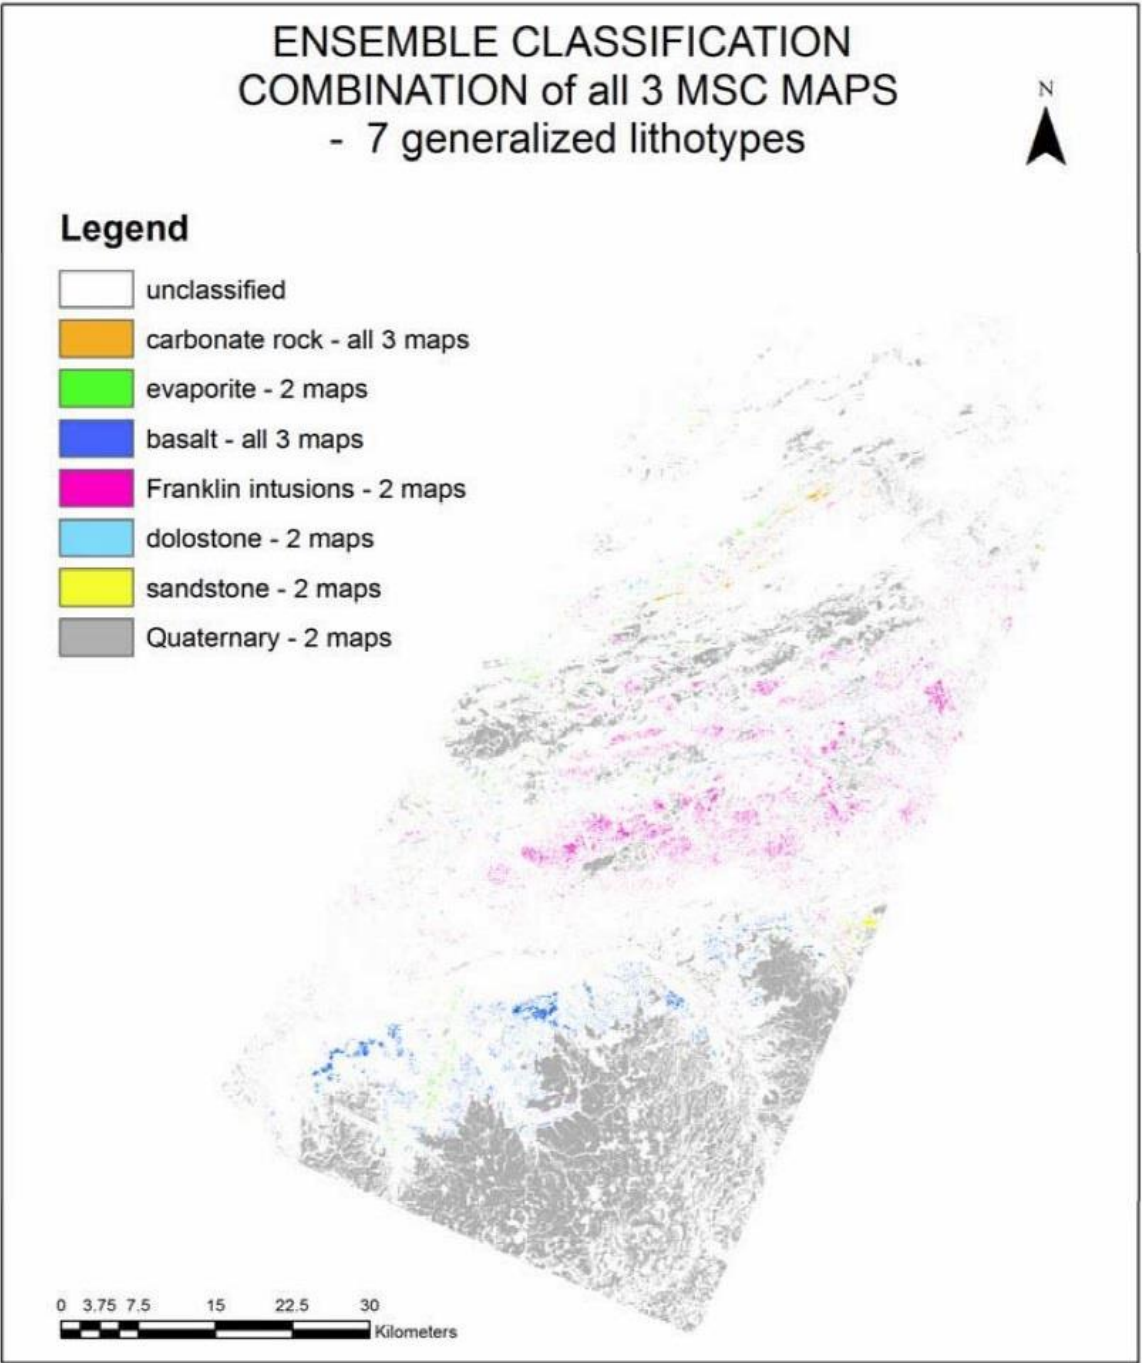 ENSEMBLE CLASSIFICATION
COMBINATION of all 3 MSC MAPS
- 7 generalized lithotypes
N
Legend
unclassified
carbonate rock - all 3 maps
evaporite - 2 maps
basalt - all 3 maps
Franklin intusions - 2 maps
dolostone - 2 maps
sandstone - 2 maps
Quaternary - 2 maps
0 3.75 7.5 15 22.5 30
Kilometers